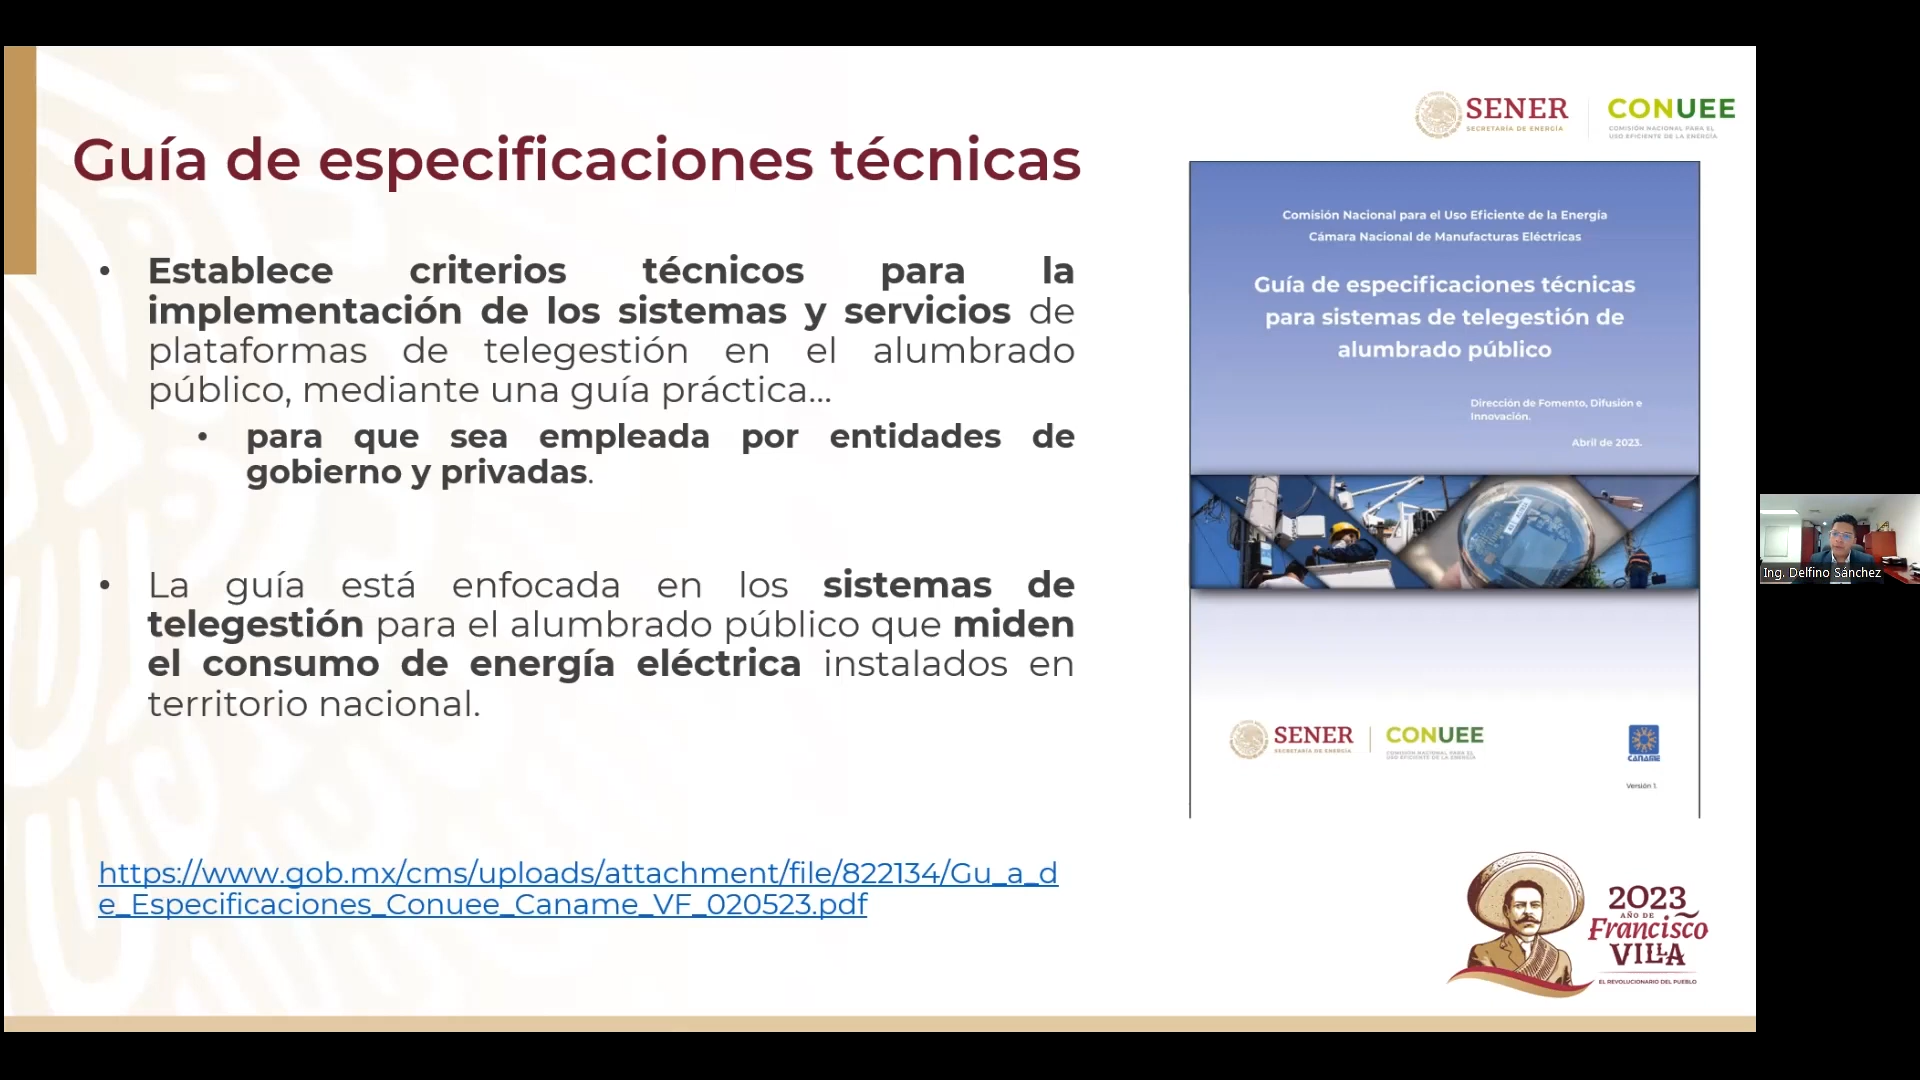 SENER
SECRETARÍA DE ENERGÍA
CONUEE
COMISIÓN NACIONAL PARA EL
USO EFICIENTE DE LA ENERGÍA
Guía de especificaciones técnicas
• Establece criterios técnicos para la
implementación de los sistemas y servicios de
plataformas de telegestión en el alumbrado
público, mediante una guía práctica...
• para que sea empleada por entidades de
gobierno y privadas.
• La guía está enfocada en los sistemas de
telegestión para el alumbrado público que miden
el consumo de energía eléctrica instalados en
territorio nacional.
https://www.gob.mx/cms/uploads/attachment/file/822134/Gu_a_d
e_Especificaciones_Conuee_Caname_VF_020523.pdf
Comisión Nacional para el Uso Eficiente de la Energía
Cámara Nacional de Manufacturas Eléctricas
Guía de especificaciones técnicas
para sistemas de telegestión de
alumbrado público
Dirección de Fomento, Difusión e
Innovación.
Abril de 2023.
SENER
SECRETARÍA DE ENERGÍA
CONUEE
COMISIÓN NACIONAL PARA EL
USO EFICIENTE DE LA ENERGÍA
CANAME
Versión 1.
2023
AÑO DE
Francisco
VILLA
EL REVOLUCIONARIO DEL PUEBLO
Ing. Delfino Sánchez